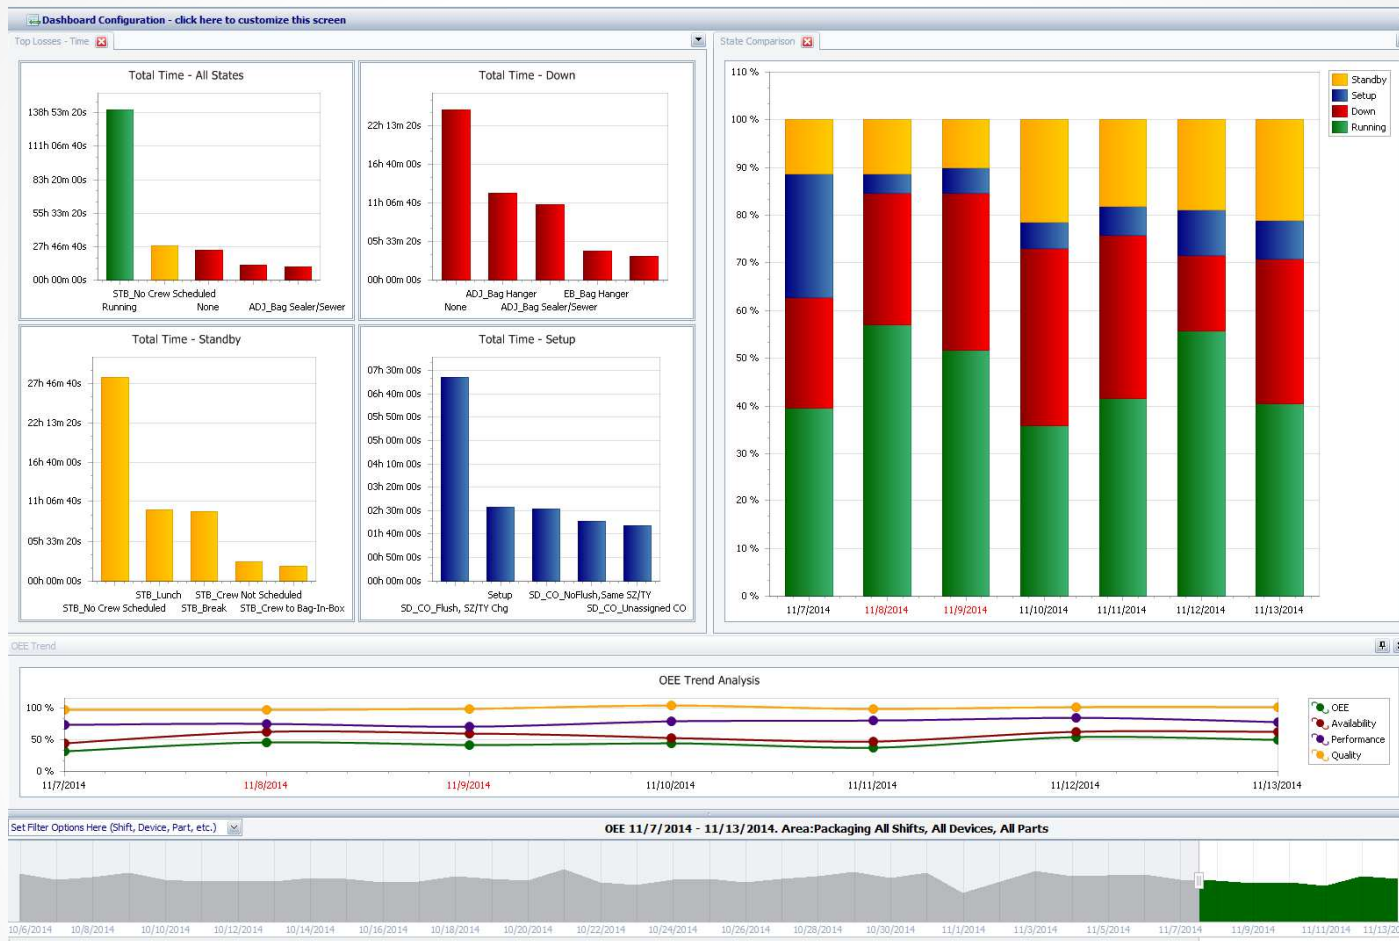 Dashboard Configuration - click here to customize this screen
Top Losses - Time
State Comparison
Total Time - All States
138h 53m 20s
111h 06m 40s
83h 20m 00s
55h 33m 20s
27h 46m 40s
00h 00m 00s
STB_No Crew Scheduled
Running None ADJ_Bag Sealer/Sewer
Total Time - Down
22h 13m 20s
16h 40m 00s
11h 06m 40s
05h 33m 20s
00h 00m 00s
ADJ_Bag Hanger EB_Bag Hanger
None ADJ_Bag Sealer/Sewer
Total Time - Standby
27h 46m 40s
22h 13m 20s
16h 40m 00s
11h 06m 40s
05h 33m 20s
00h 00m 00s
STB_Lunch STB_Crew Not Scheduled
STB_No Crew Scheduled STB_Break STB_Crew to Bag-In-Box
Total Time - Setup
07h 30m 00s
06h 40m 00s
05h 50m 00s
05h 00m 00s
04h 10m 00s
03h 20m 00s
02h 30m 00s
01h 40m 00s
00h 50m 00s
00h 00m 00s
Setup SD_CO_NoFlush,Same SZ/TY
SD_CO_Flush, SZ/TY Chg SD_CO_Unassigned CO
110 %
100 %
90 %
80 %
70 %
60 %
50 %
40 %
30 %
20 %
10 %
0 %
11/7/2014 11/8/2014 11/9/2014 11/10/2014 11/11/2014 11/12/2014 11/13/2014
Standby
Setup
Down
Running
OEE Trend
OEE Trend Analysis
100 %
50 %
0 %
11/7/2014 11/8/2014 11/9/2014 11/10/2014 11/11/2014 11/12/2014 11/13/2014
OEE
Availability
Performance
Quality
Set Filter Options Here (Shift, Device, Part, etc.)
OEE 11/7/2014 - 11/13/2014. Area:Packaging All Shifts, All Devices, All Parts
10/6/2014 10/8/2014 10/10/2014 10/12/2014 10/14/2014 10/16/2014 10/18/2014 10/20/2014 10/22/2014 10/24/2014 10/26/2014 10/28/2014 10/30/2014 11/1/2014 11/3/2014 11/5/2014 11/7/2014 11/9/2014 11/11/2014 11/13/2